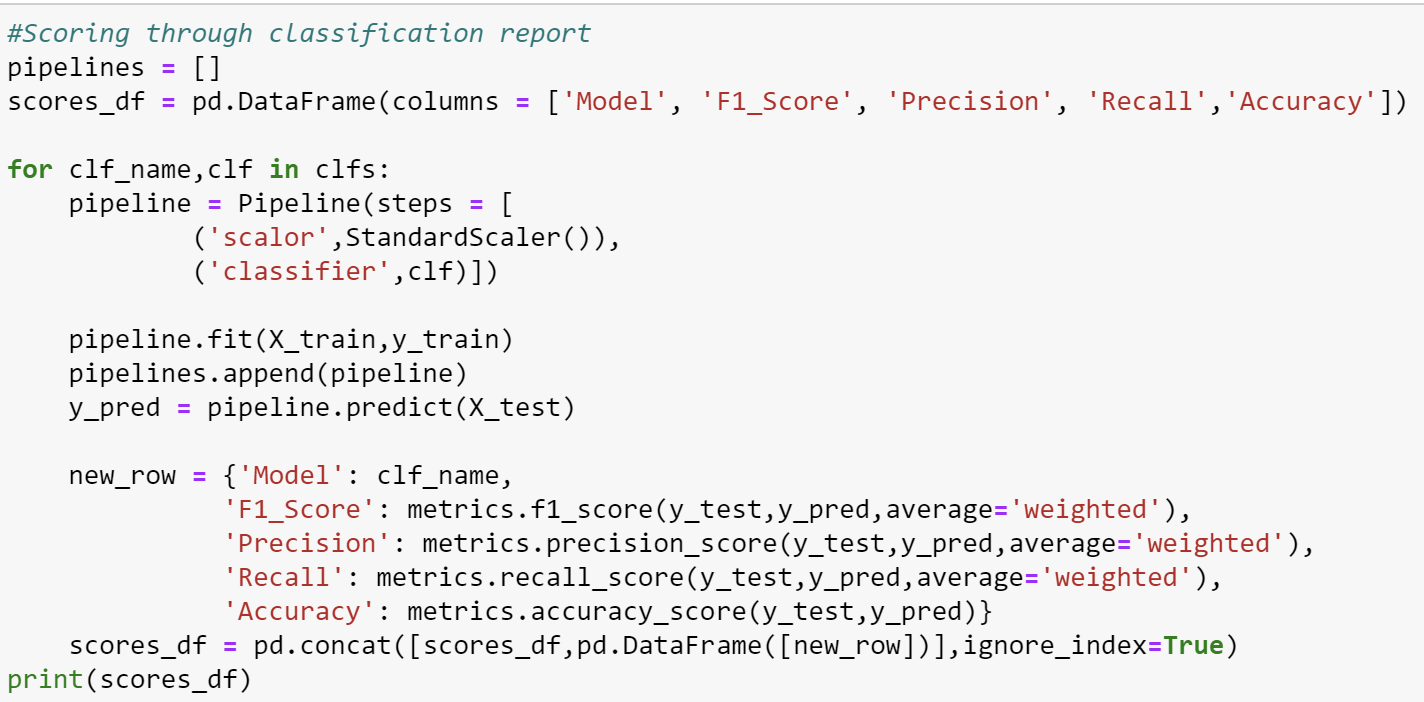 #Scoring through classification report
pipelines = []
scores_df = pd.DataFrame(columns = ['Model', 'F1_Score', 'Precision', 'Recall','Accuracy'])

for clf_name,clf in clfs:
    pipeline = Pipeline(steps = [
            ('scalor',StandardScaler()),
            ('classifier',clf)])

    pipeline.fit(X_train,y_train)
    pipelines.append(pipeline)
    y_pred = pipeline.predict(X_test)

    new_row = {'Model': clf_name,
              'F1_Score': metrics.f1_score(y_test,y_pred,average='weighted'),
              'Precision': metrics.precision_score(y_test,y_pred,average='weighted'),
              'Recall': metrics.recall_score(y_test,y_pred,average='weighted'),
              'Accuracy': metrics.accuracy_score(y_test,y_pred)}
    scores_df = pd.concat([scores_df,pd.DataFrame([new_row])],ignore_index=True)
print(scores_df)